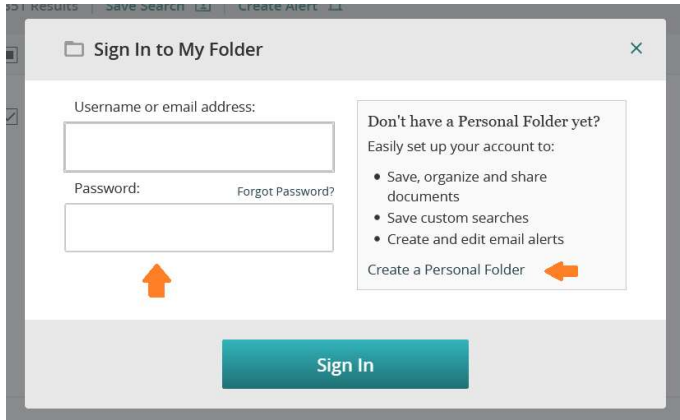 551 Results | Save Search | Create Alert
Sign In to My Folder
×
Username or email address:
Password:
Forgot Password?
Don't have a Personal Folder yet?
Easily set up your account to:
• Save, organize and share
documents
• Save custom searches
• Create and edit email alerts
Create a Personal Folder
Sign In